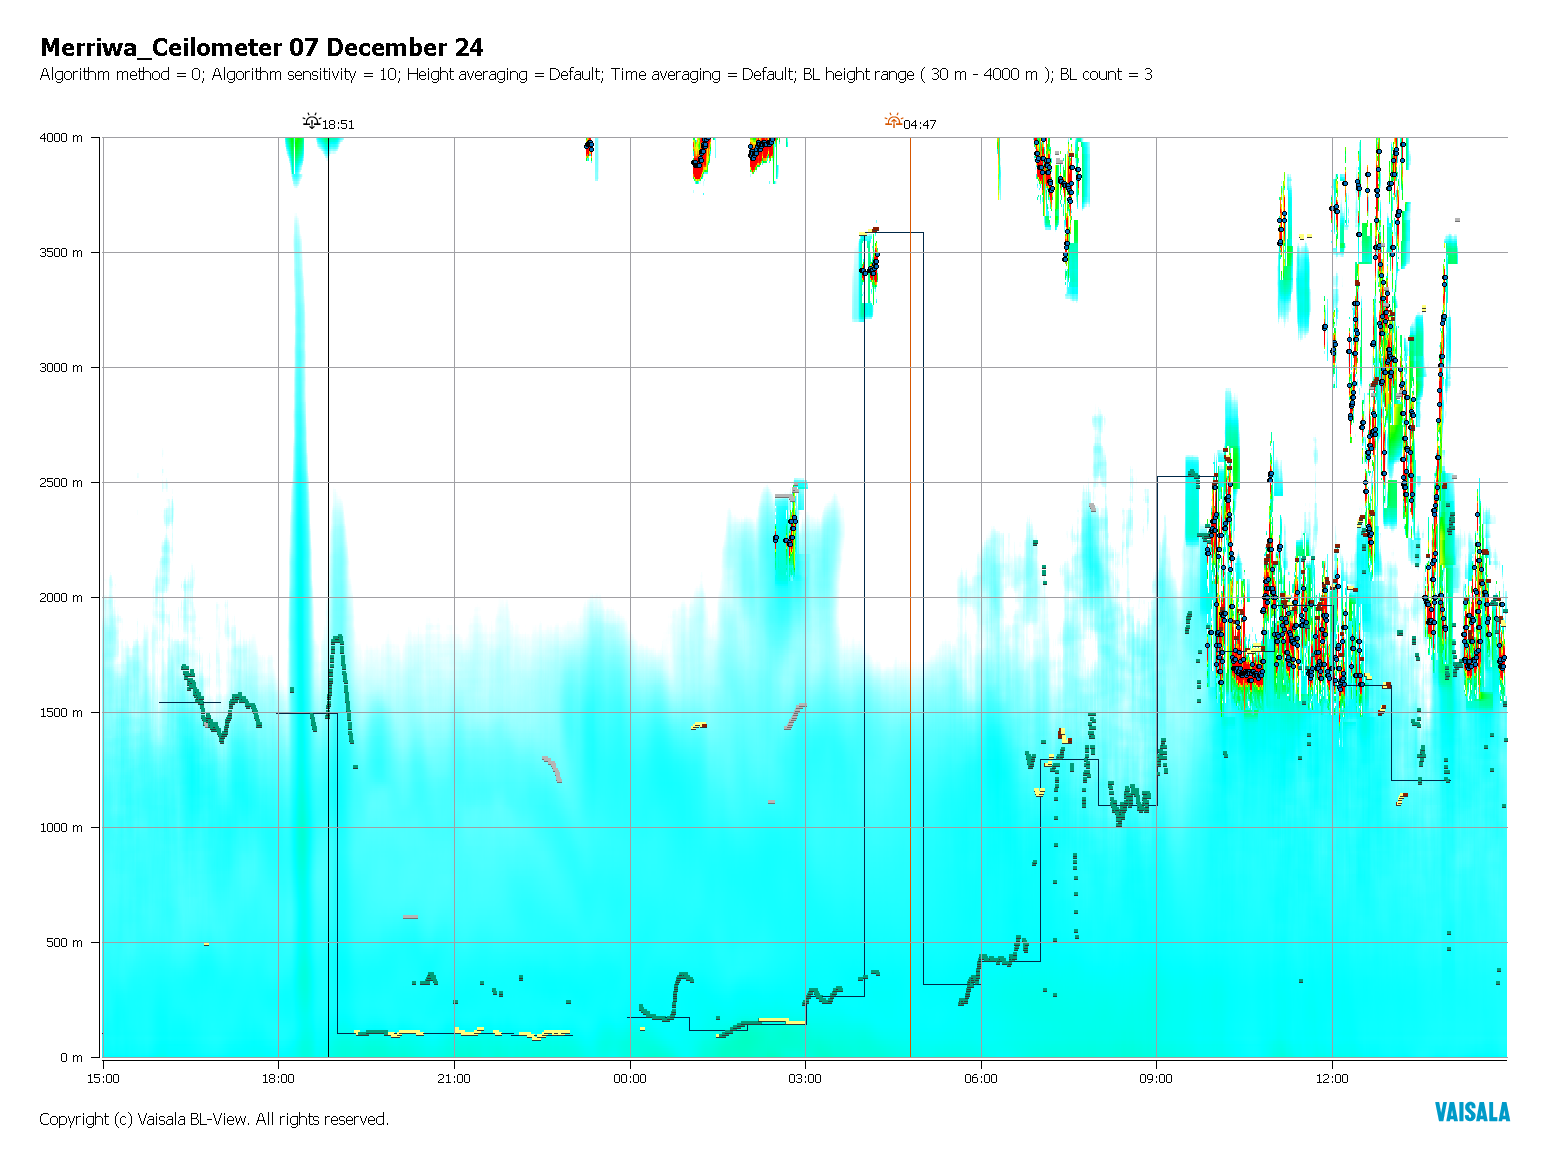 Merriwa_Ceilometer 07 December 24
Algorithm method = 0; Algorithm sensitivity = 10; Height averaging = Default; Time averaging = Default; BL height range ( 30 m - 4000 m ); BL count = 3
18:51
04:47
4000 m
3500 m
3000 m
2500 m
2000 m
1500 m
1000 m
500 m
0 m
15:00
18:00
21:00
00:00
03:00
06:00
09:00
12:00
Copyright (c) Vaisala BL-View. All rights reserved.
VAISALA